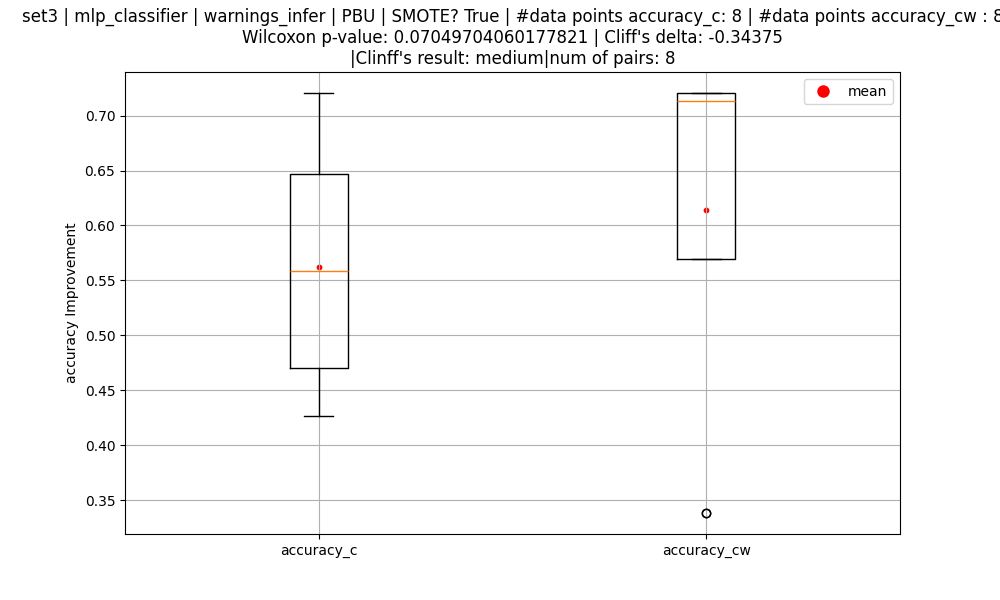 set3 | mlp_classifier | warnings_infer | PBU | SMOTE? True | #data points accuracy_c: 8 | #data points accuracy_cw : 8
Wilcoxon p-value: 0.07049704060177821 | Cliff's delta: -0.34375
|Clinff's result: medium|num of pairs: 8
mean
0.70
0.65
0.60
0.55
0.50
0.45
0.40
0.35
accuracy Improvement
accuracy_c
accuracy_cw